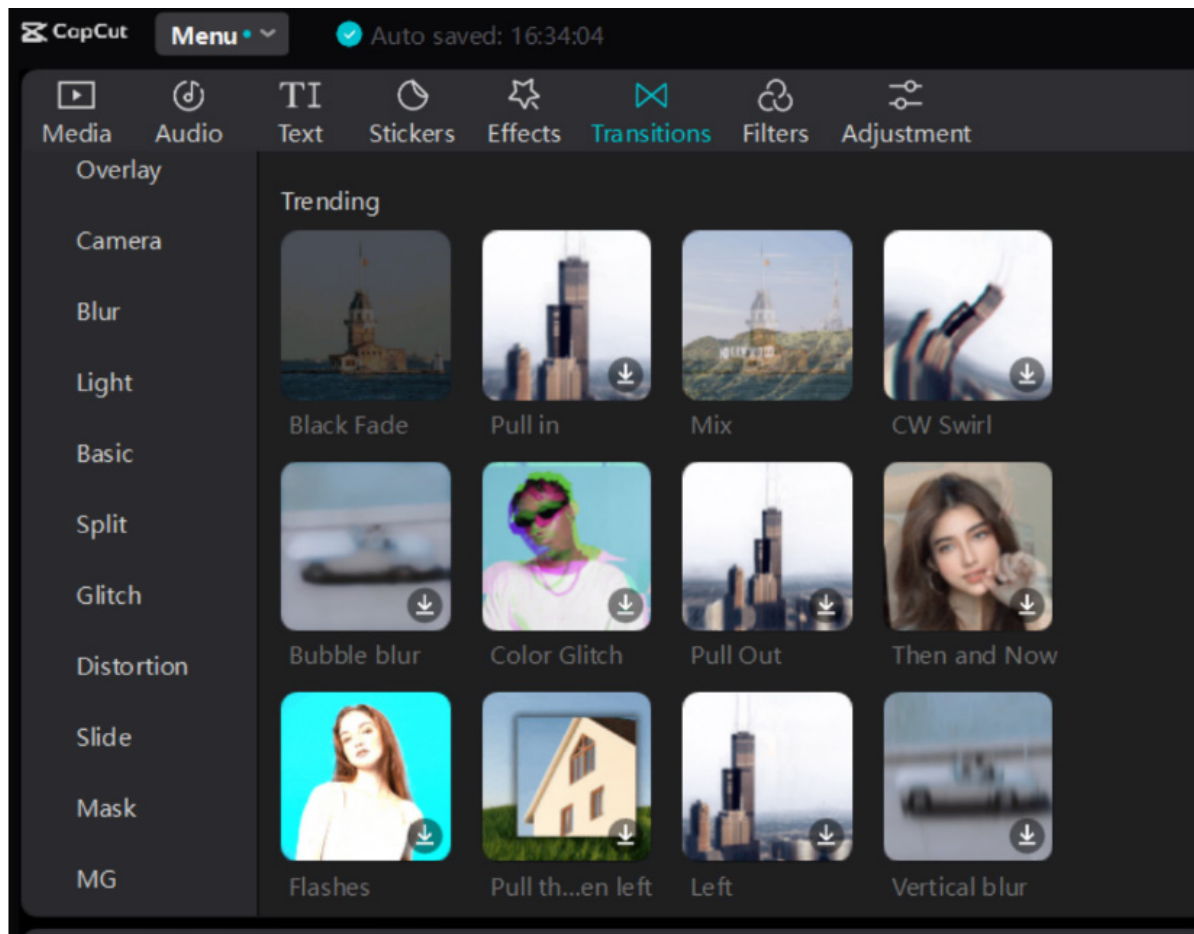 CapCut
Menu
Auto saved: 16:34:04
Media
Audio
TI
Text
Stickers
Effects
Transitions
Filters
Adjustment
Overlay
Camera
Blur
Light
Basic
Split
Glitch
Distortion
Slide
Mask
MG
Trending
Black Fade
Pull in
Mix
CW Swirl
Bubble blur
Color Glitch
Pull Out
Then and Now
Flashes
Pull th...en left
Left
Vertical blur